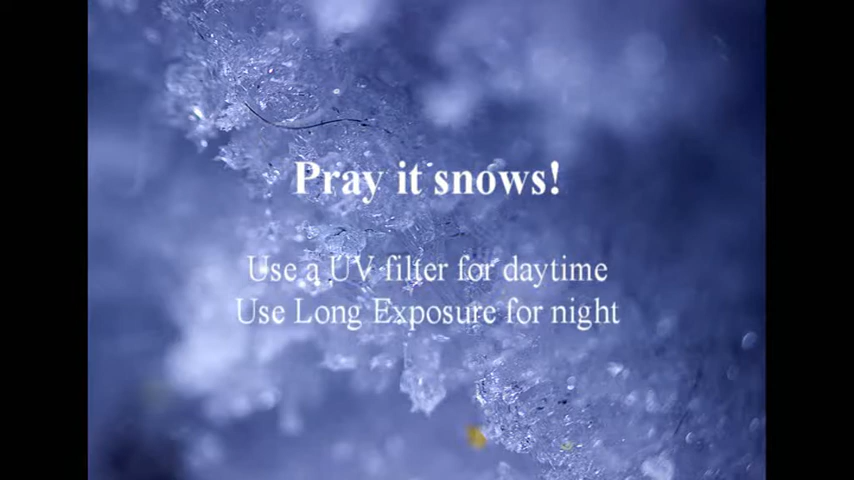 Pray it snows!
Use a UV filter for daytime
Use Long Exposure for night